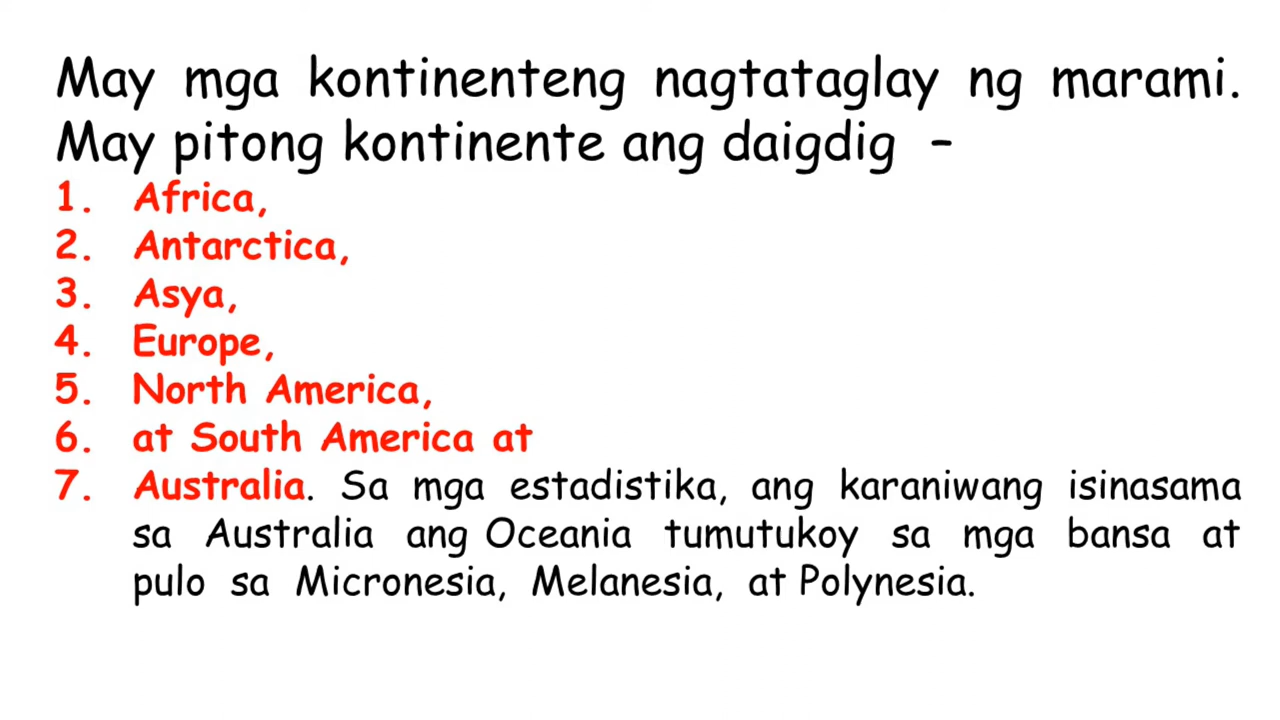 May mga kontinenteng nagtataglay ng marami.
May pitong kontinente ang daigdig –
1. Africa,
2. Antarctica,
3. Asya,
4. Europe,
5. North America,
6. at South America at
7. Australia. Sa mga estadistika, ang karaniwang isinasama
sa Australia ang Oceania tumutukoy sa mga bansa at
pulo sa Micronesia, Melanesia, at Polynesia.